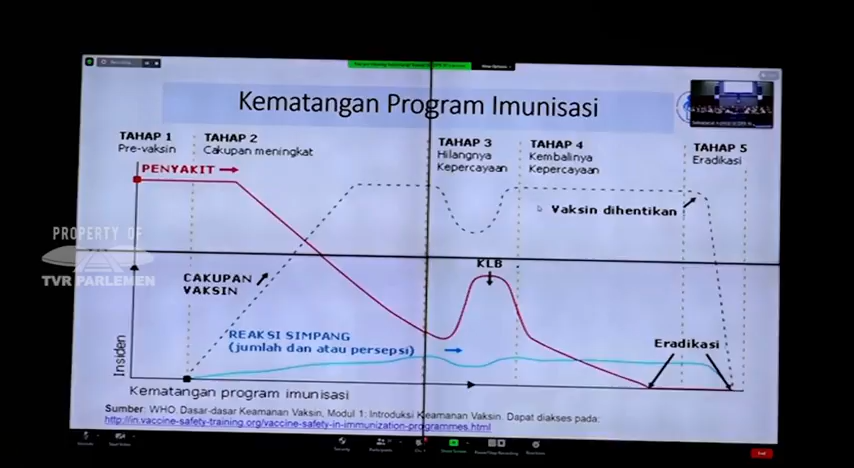 Kematangan Program Imunisasi
TAHAP 1
Pre-vaksin
TAHAP 2
Cakupan meningkat
TAHAP 3
Hilangnya
Kepercayaan
TAHAP 4
Kembalinya
Kepercayaan
TAHAP 5
Eradikasi
PENYAKIT
Vaksin dihentikan
PROPERTY OF
TVR PARLEMEN
CAKUPAN
VAKSIN
KLB
REAKSI SIMPANG
(jumlah dan atau persepsi)
Eradikasi
Insiden
Kematangan program imunisasi
Sumber: WHO Dasar-dasar Keamanan Vaksin, Modul 1: Introduksi Keamanan Vaksin. Dapat diakses pada:
http://in.vaccine-safety-training.org/vaccine-safety-in-immunization-programmes.html